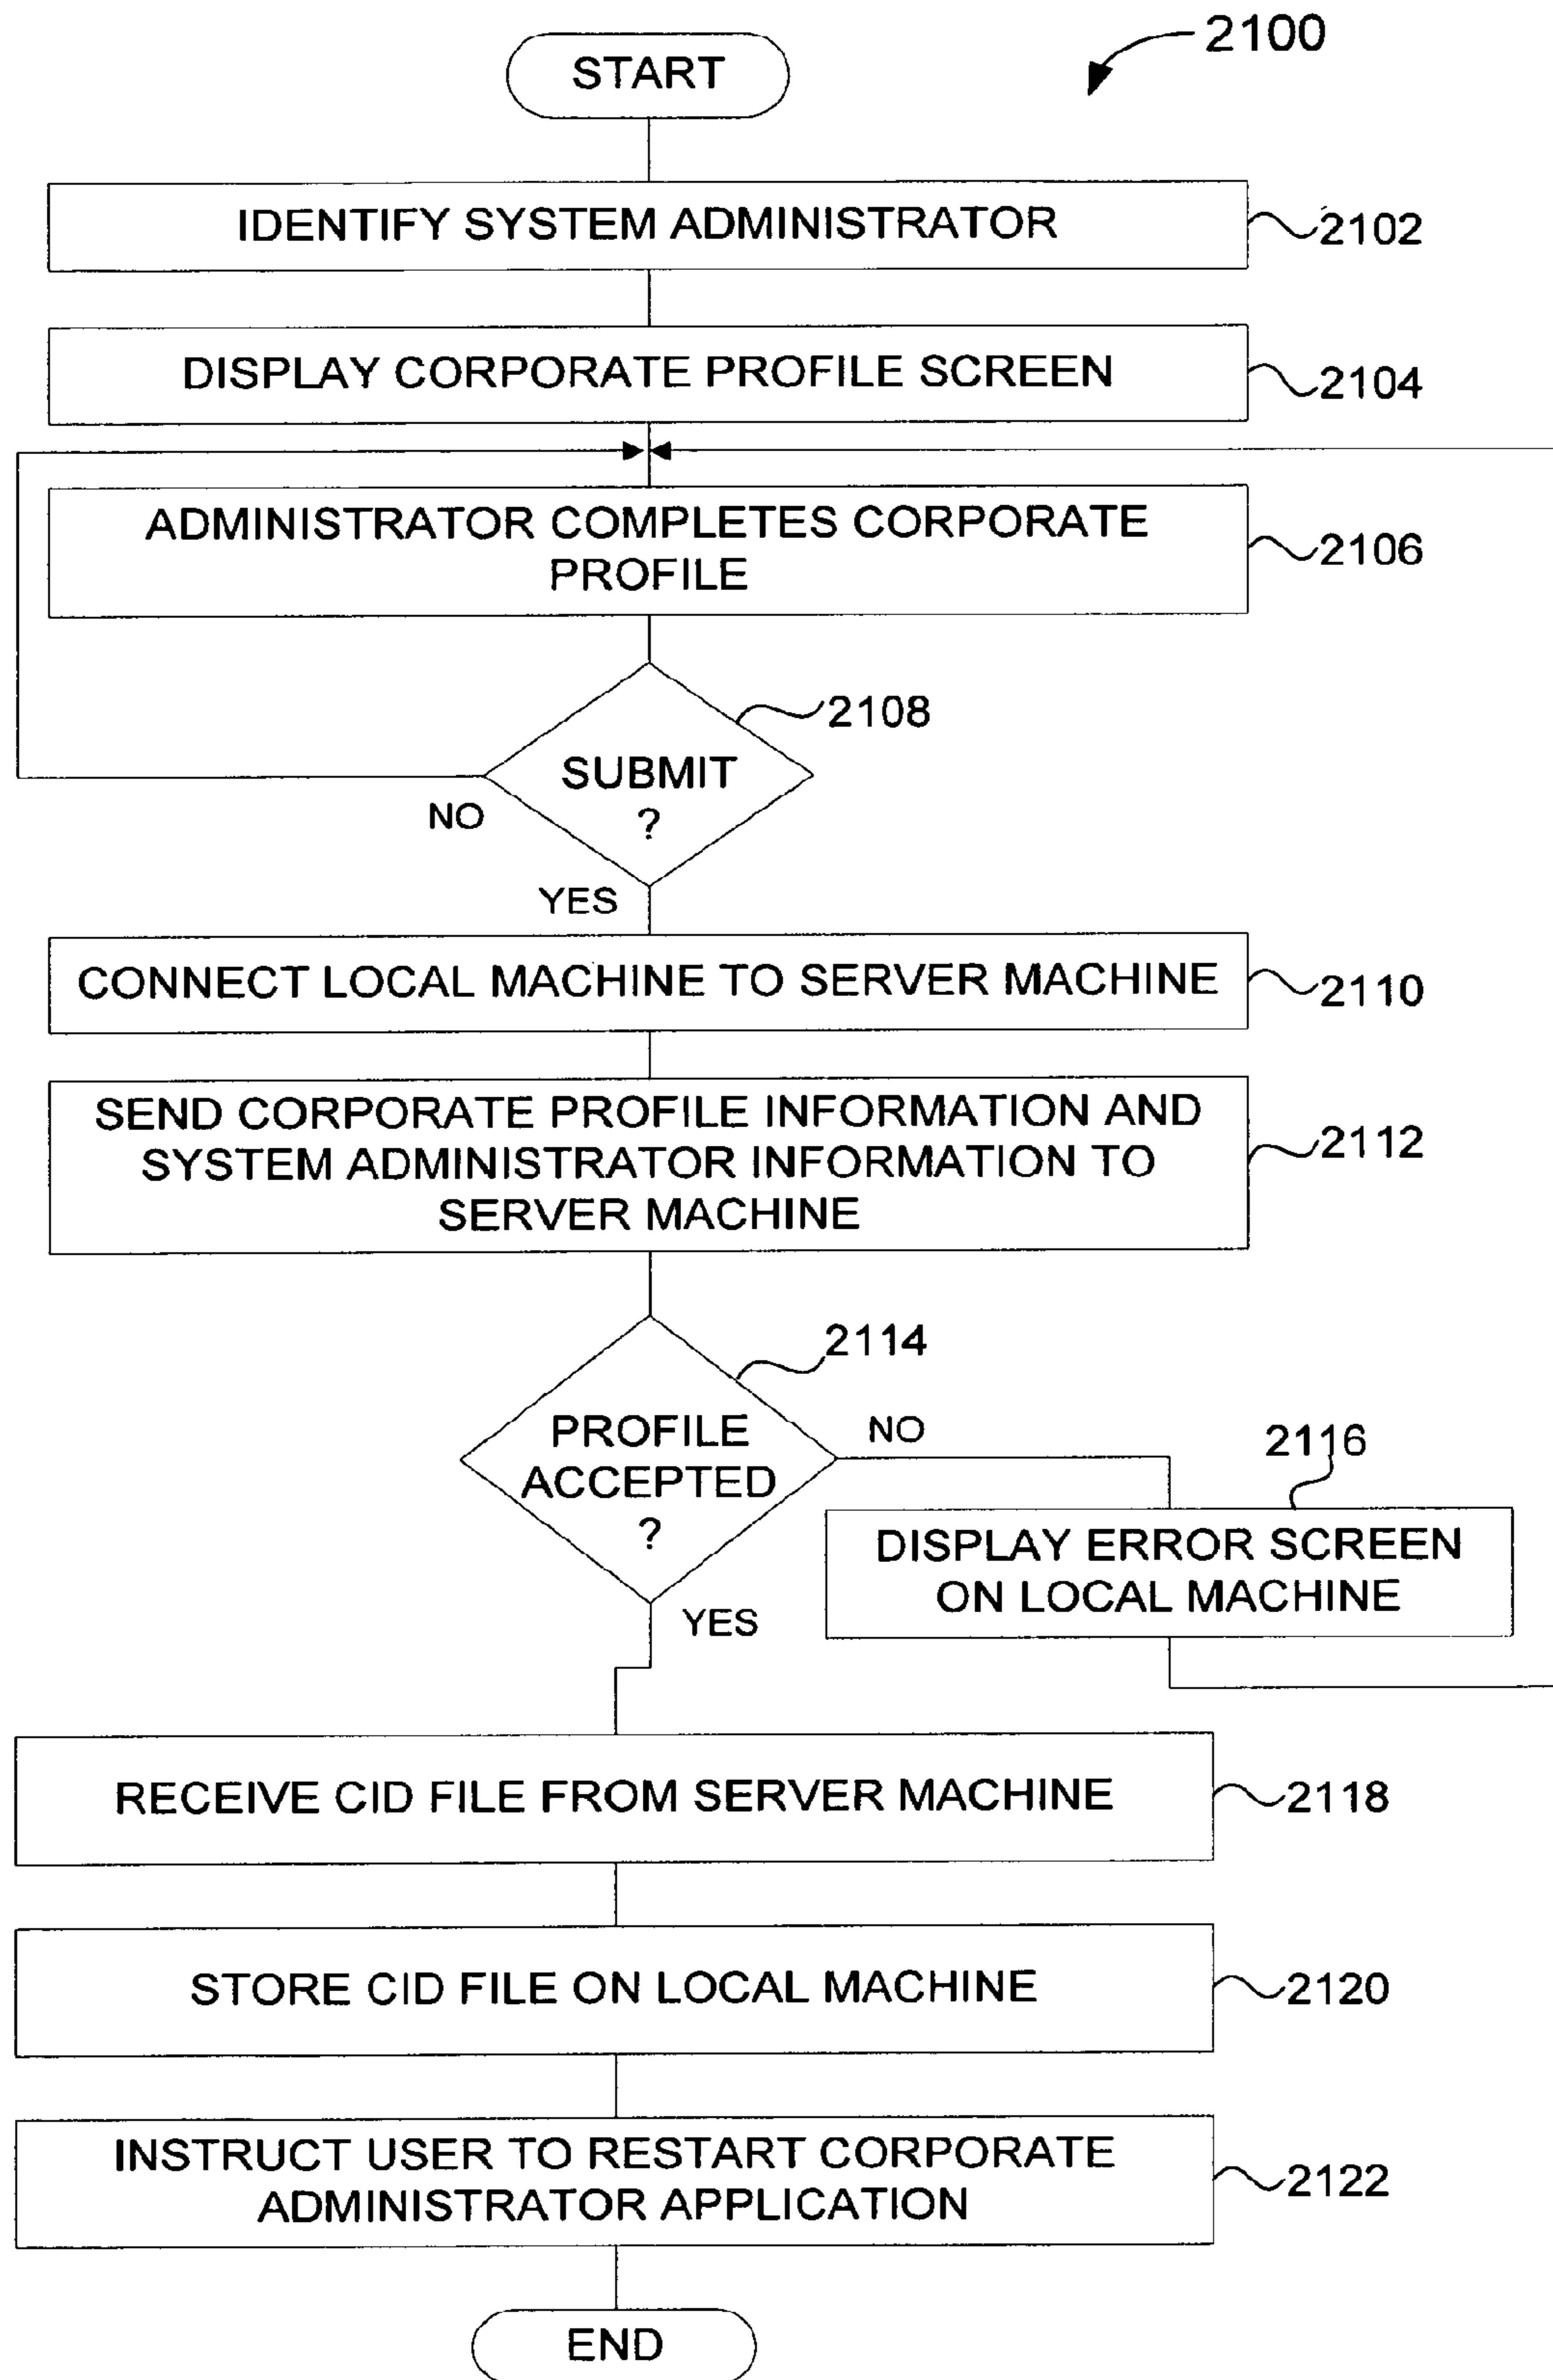 2100
START
IDENTIFY SYSTEM ADMINISTRATOR
2102
DISPLAY CORPORATE PROFILE SCREEN
2104
ADMINISTRATOR COMPLETES CORPORATE
PROFILE
2106
2108
SUBMIT
?
NO
YES
CONNECT LOCAL MACHINE TO SERVER MACHINE
2110
SEND CORPORATE PROFILE INFORMATION AND
SYSTEM ADMINISTRATOR INFORMATION TO
SERVER MACHINE
2112
2114
PROFILE
ACCEPTED
?
NO
2116
DISPLAY ERROR SCREEN
ON LOCAL MACHINE
YES
RECEIVE CID FILE FROM SERVER MACHINE
2118
STORE CID FILE ON LOCAL MACHINE
2120
INSTRUCT USER TO RESTART CORPORATE
ADMINISTRATOR APPLICATION
2122
END